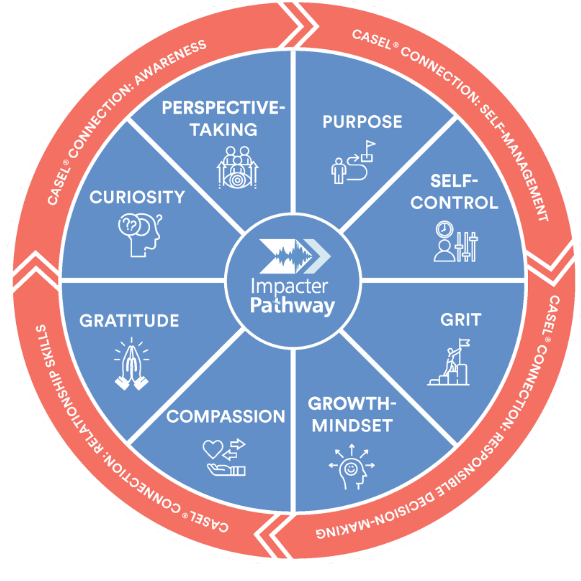 CASEL® CONNECTION: AWARENESS
CASEL® CONNECTION: SELF-MANAGEMENT
PERSPECTIVE-
TAKING
PURPOSE
CURIOSITY
??
SELF-
CONTROL
Impacter
Pathway
GRATITUDE
GRIT
COMPASSION
GROWTH-
MINDSET
CASEL® CONNECTION: RELATIONSHIP SKILLS
CASEL® CONNECTION: RESPONSIBLE DECISION-MAKING